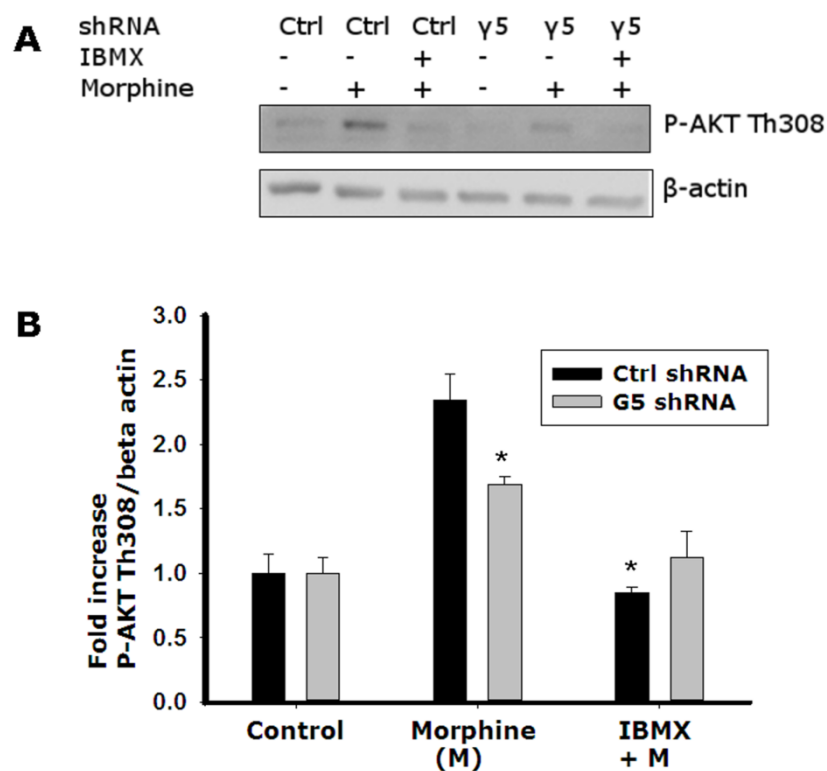 A
shRNA Ctrl Ctrl Ctrl γ5 γ5 γ5
IBMX - - + - - +
Morphine - + + - + +
P-AKT Th308
β-actin
B
Fold increase
P-AKT Th308/beta actin
3.0
2.5
2.0
1.5
1.0
0.5
0.0
Ctrl shRNA
G5 shRNA
*
*
Control Morphine IBMX
(M) + M